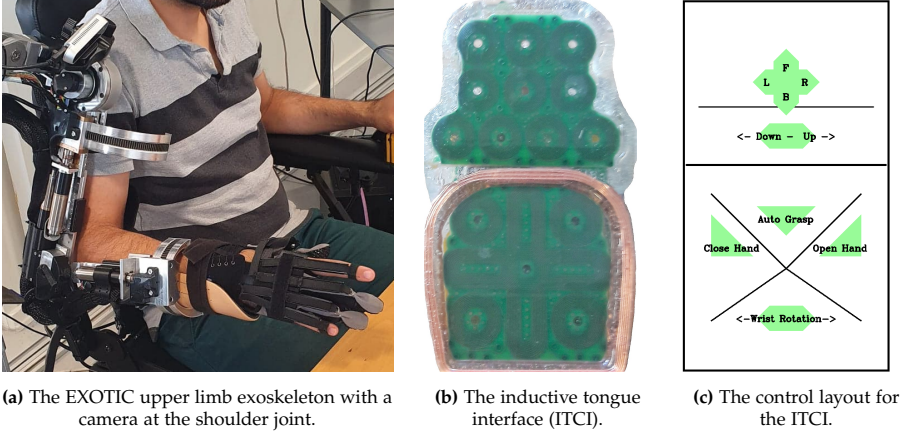 F
L R
B
<- Down - Up ->
Auto Grasp
Close Hand Open Hand
<-Wrist Rotation->
(a) The EXOTIC upper limb exoskeleton with a
camera at the shoulder joint.
(b) The inductive tongue
interface (ITCI).
(c) The control layout for
the ITCI.